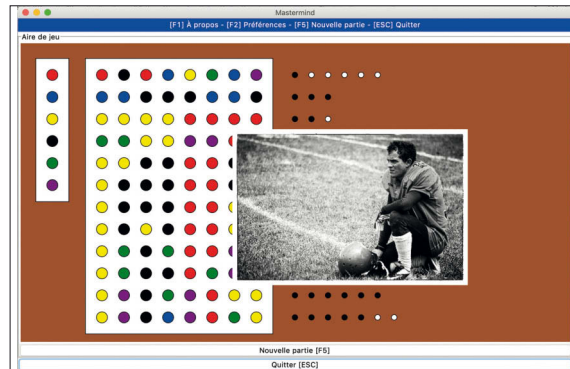 Mastermind
[F1] À propos - [F2] Préférences - [F5] Nouvelle partie - [ESC] Quitter
Aire de jeu
Nouvelle partie [F5]
Quitter [ESC]